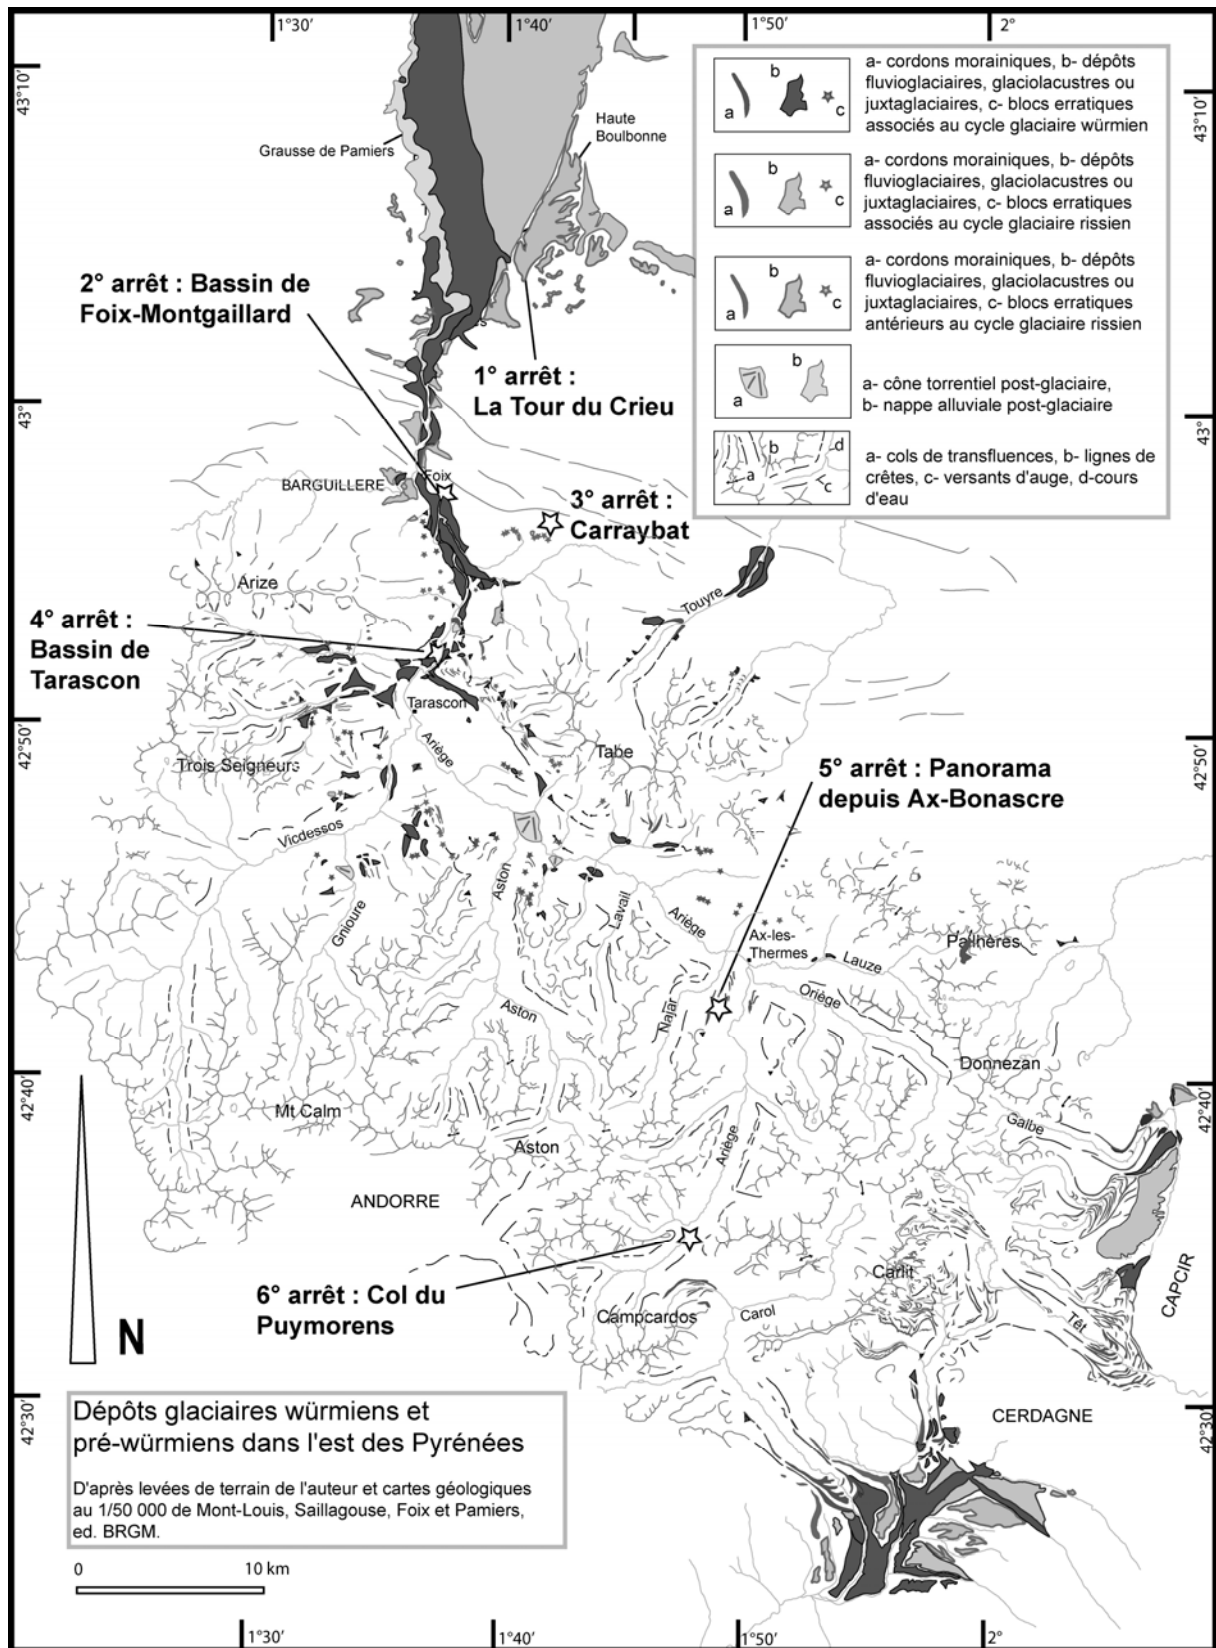 1°30′
1°40′
1°50′
2°
43°10′
43°10′
a- cordons morainiques, b- dépôts
fluvioglaciaires, glaciolacustres ou
juxtaglaciaires, c- blocs erratiques
associés au cycle glaciaire würmien
a
b
c
a- cordons morainiques, b- dépôts
fluvioglaciaires, glaciolacustres ou
juxtaglaciaires, c- blocs erratiques
associés au cycle glaciaire rissien
a
b
c
a- cordons morainiques, b- dépôts
fluvioglaciaires, glaciolacustres ou
juxtaglaciaires, c- blocs erratiques
antérieurs au cycle glaciaire rissien
a
b
c
a- cône torrentiel post-glaciaire,
b- nappe alluviale post-glaciaire
a
b
a- cols de transfluences, b- lignes de
crêtes, c- versants d'auge, d-cours
d'eau
a
b
c
d
Haute
Boulbonne
Grausse de Pamiers
2° arrêt : Bassin de
Foix-Montgaillard
1° arrêt :
La Tour du Crieu
43°
43°
BARGUILLERE
Foix
3° arrêt :
Carraybat
Arize
Touyre
4° arrêt :
Bassin de
Tarascon
Tarascon
42°50′
42°50′
Ariège
Trois Seigneurs
Tabe
5° arrêt : Panorama
depuis Ax-Bonascre
Vicdessos
Aston
Gnioure
Lavail
Ariège
Ax-les-
Thermes
Lauze
Pailhères
Oriège
Najar
Aston
Donnezan
42°40′
42°40′
Mt Calm
Galbe
Aston
Ariège
ANDORRE
Carlit
CAPCIR
6° arrêt : Col du
Puymorens
Campcardos
Carol
Têt
N
42°30′
42°30′
CERDAGNE
Dépôts glaciaires würmiens et
pré-würmiens dans l'est des Pyrénées
D'après levées de terrain de l'auteur et cartes géologiques
au 1/50 000 de Mont-Louis, Saillagouse, Foix et Pamiers,
ed. BRGM.
0
10 km
1°30′
1°40′
1°50′
2°